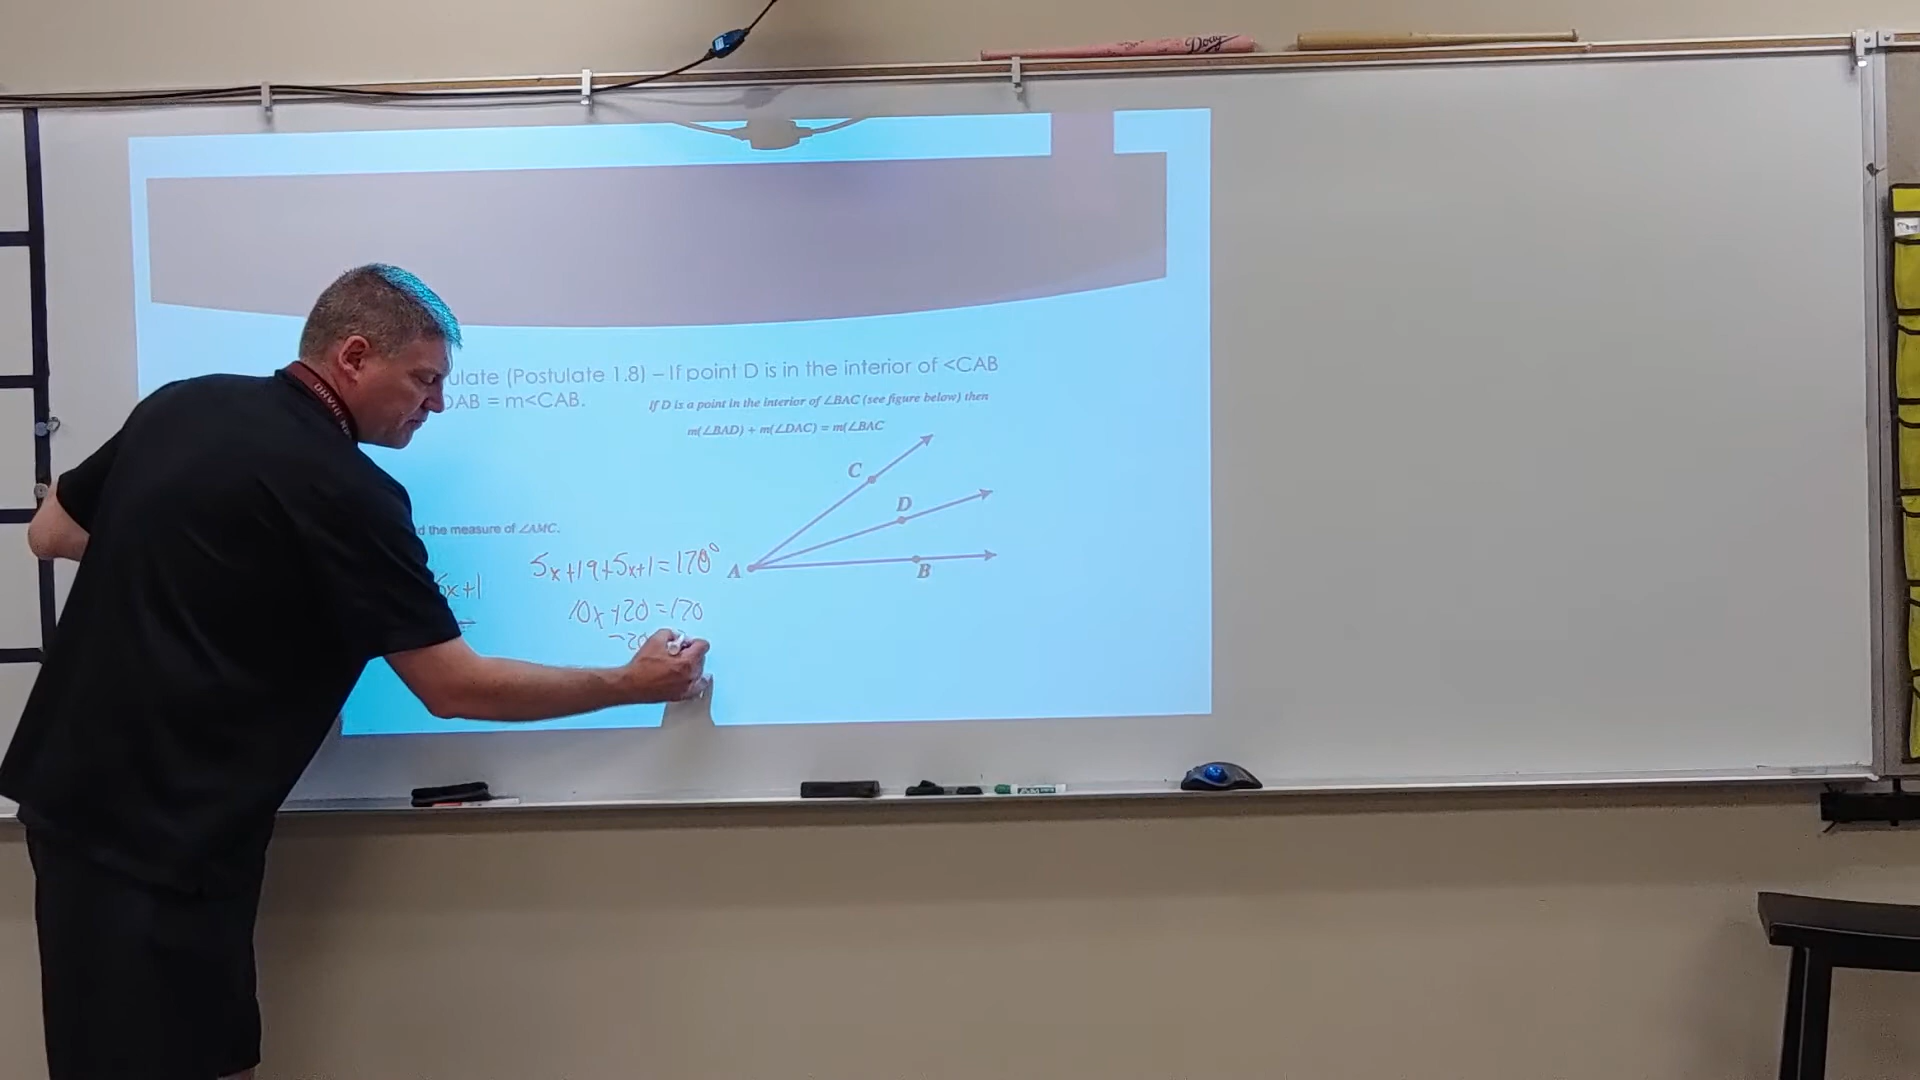 Doug
ulate (Postulate 1.8) – If point D is in the interior of <CAB
DAB = m<CAB.
If D is a point in the interior of ∠BAC (see figure below) then
m(∠BAD) + m(∠DAC) = m(∠BAC
C
D
A
B
d the measure of ∠AMC.
5x+19+5x+1=170°
5x+1
10x+20=170
-20